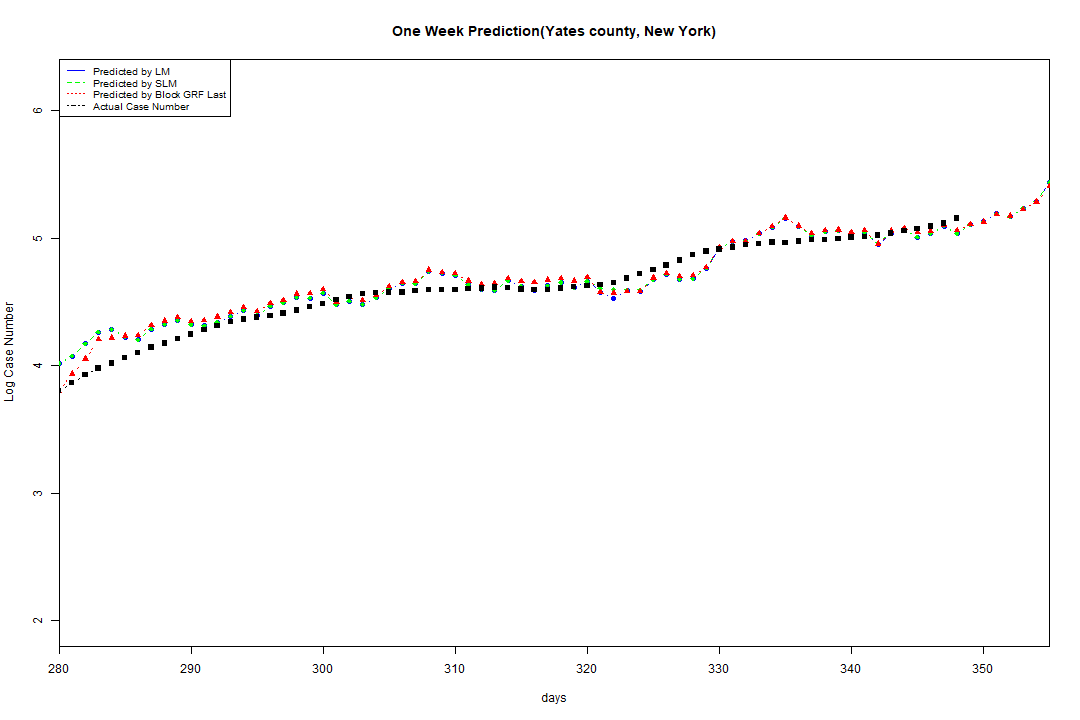 One Week Prediction(Yates county, New York)
Predicted by LM
Predicted by SLM
Predicted by Block GRF Last
Actual Case Number
6
5
4
3
2
Log Case Number
280 290 300 310 320 330 340 350
days